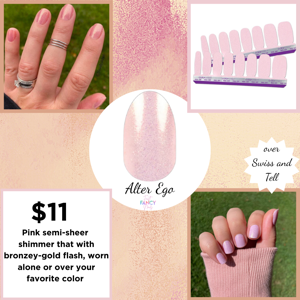 Alter Ego
FANCY
over
Swiss and
Tell
$11
Pink semi-sheer
shimmer that with
bronzey-gold flash, worn
alone or over your
favorite color